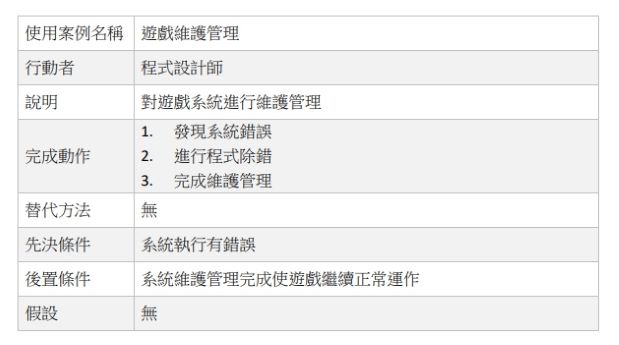 使用案例名稱 遊戲維護管理
行動者 程式設計師
說明 對遊戲系統進行維護管理
完成動作
1. 發現系統錯誤
2. 進行程式除錯
3. 完成維護管理
替代方法 無
先決條件 系統執行有錯誤
後置條件 系統維護管理完成使遊戲繼續正常運作
假設 無